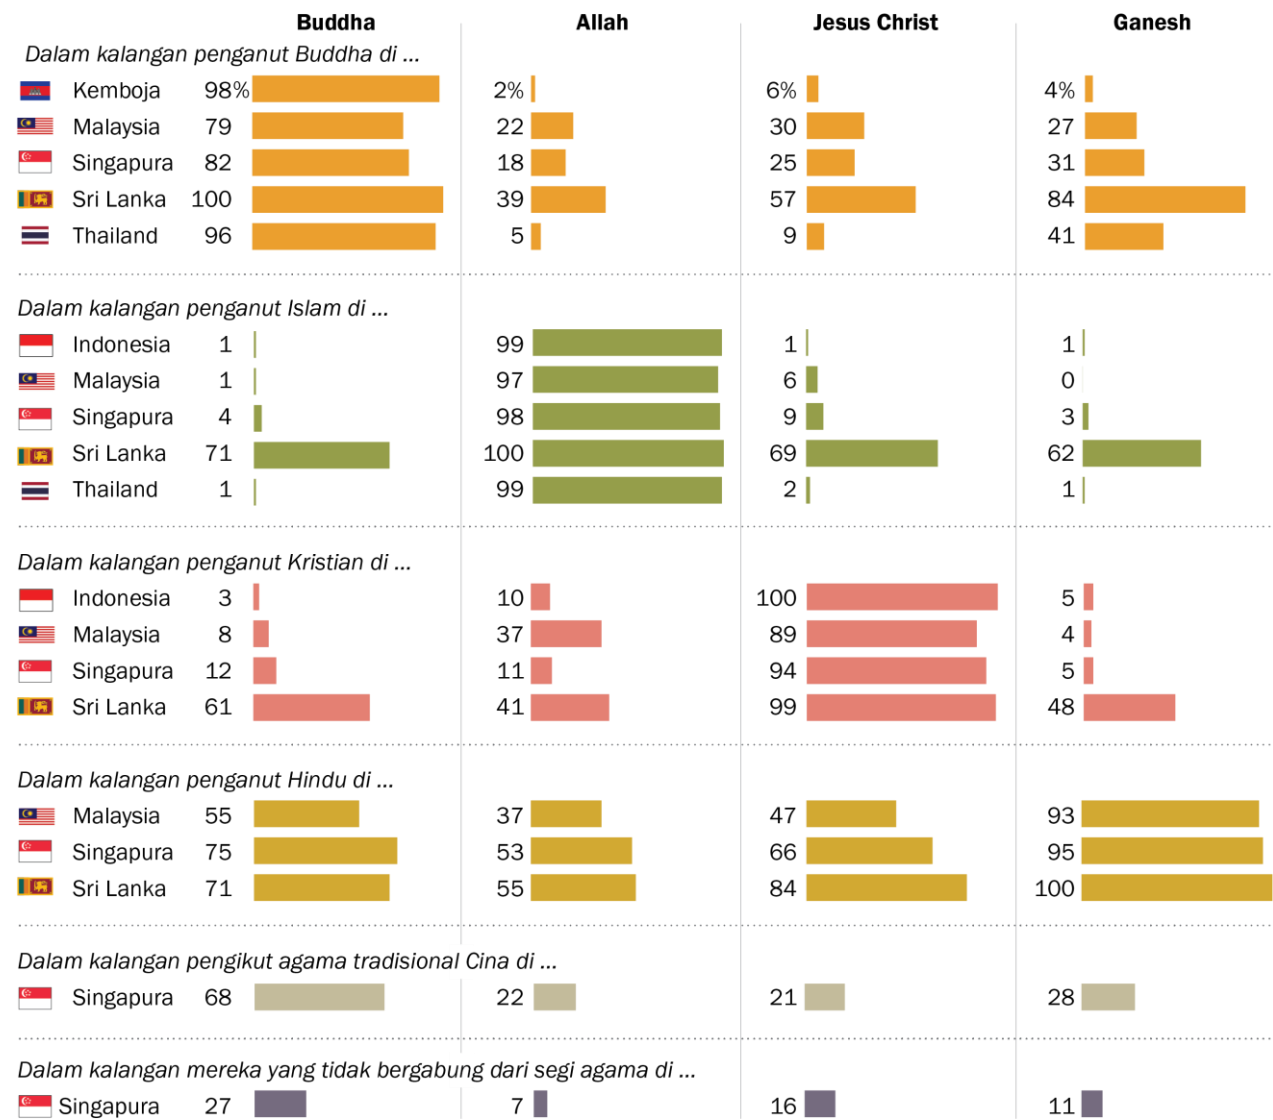 Buddha Allah Jesus Christ Ganesh
Dalam kalangan penganut Buddha di ...
Kemboja 98% 2% 6% 4%
Malaysia 79 22 30 27
Singapura 82 18 25 31
Sri Lanka 100 39 57 84
Thailand 96 5 9 41
Dalam kalangan penganut Islam di ...
Indonesia 1 99 1 1
Malaysia 1 97 6 0
Singapura 4 98 9 3
Sri Lanka 71 100 69 62
Thailand 1 99 2 1
Dalam kalangan penganut Kristian di ...
Indonesia 3 10 100 5
Malaysia 8 37 89 4
Singapura 12 11 94 5
Sri Lanka 61 41 99 48
Dalam kalangan penganut Hindu di ...
Malaysia 55 37 47 93
Singapura 75 53 66 95
Sri Lanka 71 55 84 100
Dalam kalangan pengikut agama tradisional Cina di ...
Singapura 68 22 21 28
Dalam kalangan mereka yang tidak bergabung dari segi agama di ...
Singapura 27 7 16 11